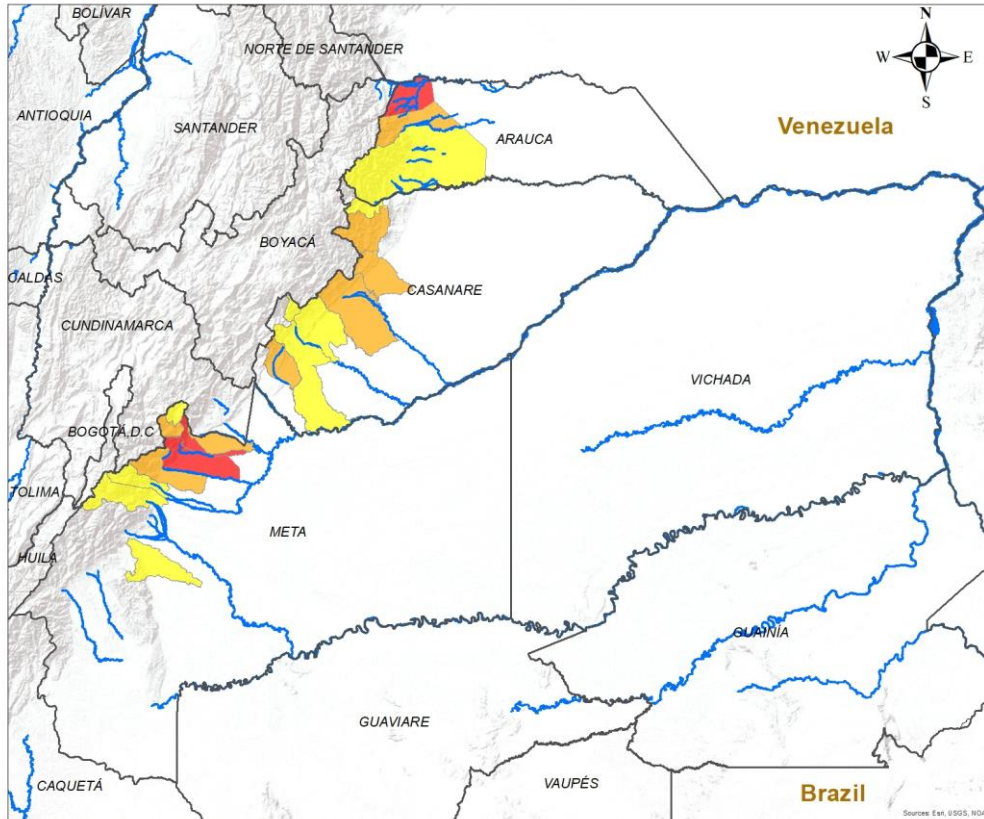 BOLÍVAR
NORTE DE SANTANDER
N
W E
S
ANTIOQUIA
SANTANDER
Venezuela
ARAUCA
BOYACÁ
CALDAS
CASANARE
CUNDINAMARCA
VICHADA
BOGOTÁ D.C
TOLIMA
META
HUILA
GUAINÍA
GUAVIARE
CAQUETÁ
VAUPÉS
Brazil
Sources: Esri, USGS, NOA